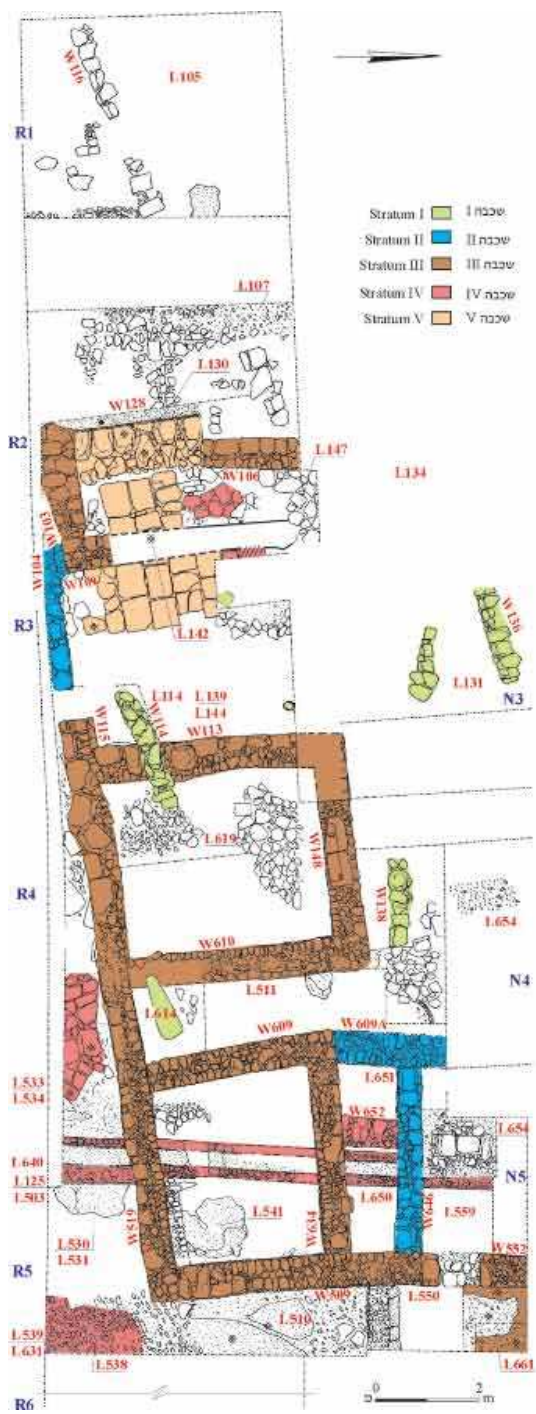 W116
L105
R1
Stratum I שכבה I
Stratum II שכבה II
Stratum III שכבה III
Stratum IV שכבה IV
Stratum V שכבה V
L107
L130
W128
R2
W106
L147
L134
W103
W104
W109
R3
L142
W136
L131
N3
L114
W114
L139
L144
W115
W113
L619
W148
R4
W138
L654
W610
L511
N4
L614
W609
W609A
L533
L534
L651
W652
L654
L640
L125
L503
N5
W519
L541
W634
L650
W646
L559
L530
L531
W552
R5
W509
L550
L510
L539
L631
L538
L661
R6
0 2
m